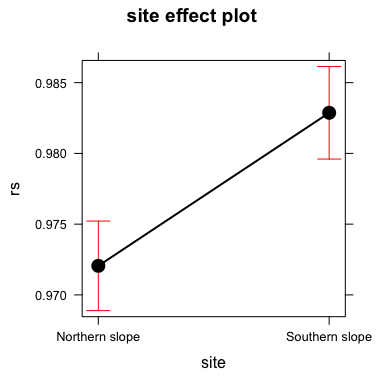 site effect plot
0.985
0.980
0.975
0.970
rs
Northern slope
Southern slope
site